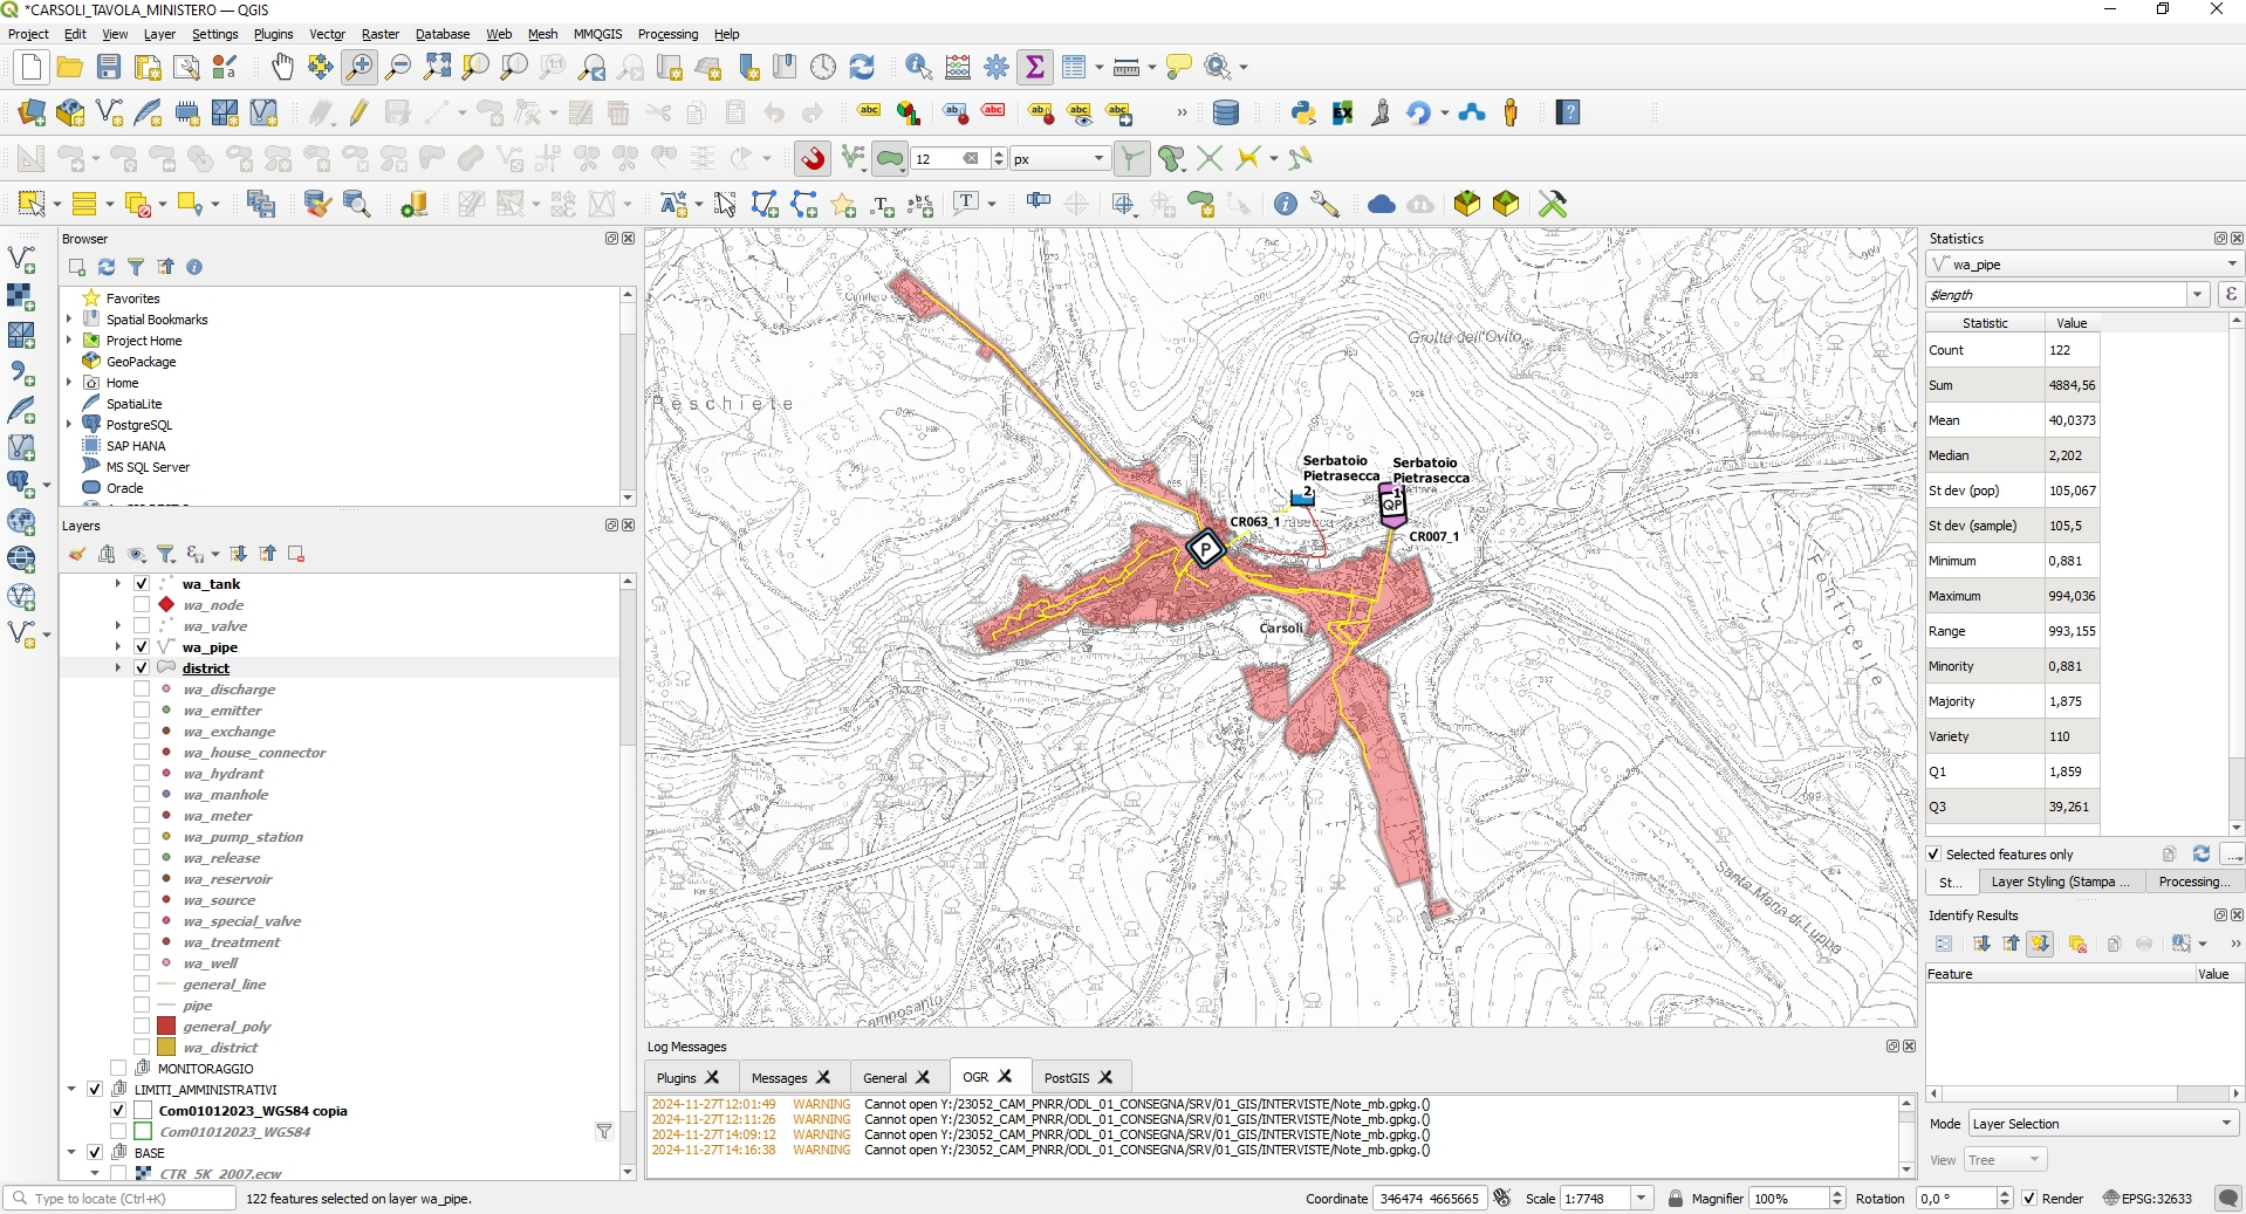 *CARSOLI_TAVOLA_MINISTERO — QGIS
Project Edit View Layer Settings Plugins Vector Raster Database Web Mesh MMQGIS Processing Help
12 px
Browser
Favorites
Spatial Bookmarks
Project Home
GeoPackage
Home
SpatiaLite
PostgreSQL
SAP HANA
MS SQL Server
Oracle
Layers
wa_tank
wa_node
wa_valve
wa_pipe
district
wa_discharge
wa_emitter
wa_exchange
wa_house_connector
wa_hydrant
wa_manhole
wa_meter
wa_pump_station
wa_release
wa_reservoir
wa_source
wa_special_valve
wa_treatment
wa_well
general_line
pipe
general_poly
wa_district
MONITORAGGIO
LIMITI_AMMINISTRATIVI
Com01012023_WGS84 copia
Com01012023_WGS84
BASE
CTR_5K_2007.ecw
Grotta dell'Ovito
Peschiete
Serbatoio
Pietrasecca
2
Serbatoio
Pietrasecca
1
QP
CR063_1
CR007_1
P
Carsoli
Fonticelle
Santa Maria di Luppa
Camposanto
Log Messages
Plugins Messages General OGR PostGIS
2024-11-27T12:01:49 WARNING Cannot open Y:/23052_CAM_PNRR/ODL_01_CONSEGNA/SRV/01_GIS/INTERVISTE/Note_mb.gpkg.()
2024-11-27T12:11:26 WARNING Cannot open Y:/23052_CAM_PNRR/ODL_01_CONSEGNA/SRV/01_GIS/INTERVISTE/Note_mb.gpkg.()
2024-11-27T14:09:12 WARNING Cannot open Y:/23052_CAM_PNRR/ODL_01_CONSEGNA/SRV/01_GIS/INTERVISTE/Note_mb.gpkg.()
2024-11-27T14:16:38 WARNING Cannot open Y:/23052_CAM_PNRR/ODL_01_CONSEGNA/SRV/01_GIS/INTERVISTE/Note_mb.gpkg.()
Statistics
wa_pipe
$length
Statistic Value
Count 122
Sum 4884,56
Mean 40,0373
Median 2,202
St dev (pop) 105,067
St dev (sample) 105,5
Minimum 0,881
Maximum 994,036
Range 993,155
Minority 0,881
Majority 1,875
Variety 110
Q1 1,859
Q3 39,261
Selected features only
St... Layer Styling (Stampa ... Processing...
Identify Results
Feature Value
Mode Layer Selection
View Tree
Type to locate (Ctrl+K) 122 features selected on layer wa_pipe. Coordinate 346474 4665665 Scale 1:7748 Magnifier 100% Rotation 0,0 ° Render EPSG:32633